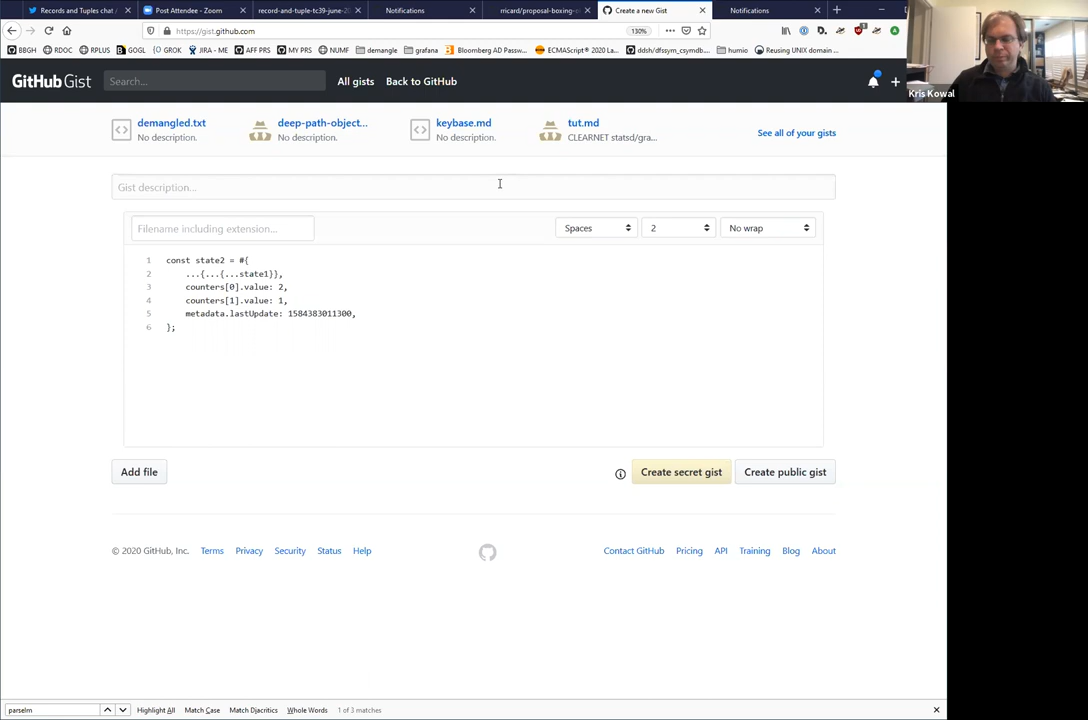 Records and Tuples chat /
Post Attendee - Zoom
record-and-tuple-tc39-june-20
Notifications
rricard/proposal-boxing-
Create a new Gist
Notifications
https://gist.github.com
130%
BBGH
RDOC
RPLUS
GOGL
GROK
JIRA - ME
AFF PRS
MY PRS
NUMF
demangle
grafana
Bloomberg AD Passw...
ECMAScript® 2020 La...
ddsh/dfssym_csymdb...
humio
Reusing UNIX domain ...
Kris Kowal
GitHub Gist
Search...
All gists
Back to GitHub
demangled.txt
No description.
deep-path-object...
No description.
keybase.md
No description.
tut.md
CLEARNET statsd/gra...
See all of your gists
Gist description...
Filename including extension...
Spaces
2
No wrap
1 const state2 = #{
2 ...{...{...state1}},
3 counters[0].value: 2,
4 counters[1].value: 1,
5 metadata.lastUpdate: 1584383011300,
6 };
Add file
Create secret gist
Create public gist
© 2020 GitHub, Inc.
Terms
Privacy
Security
Status
Help
Contact GitHub
Pricing
API
Training
Blog
About
parselm
Highlight All
Match Case
Match Diacritics
Whole Words
1 of 3 matches